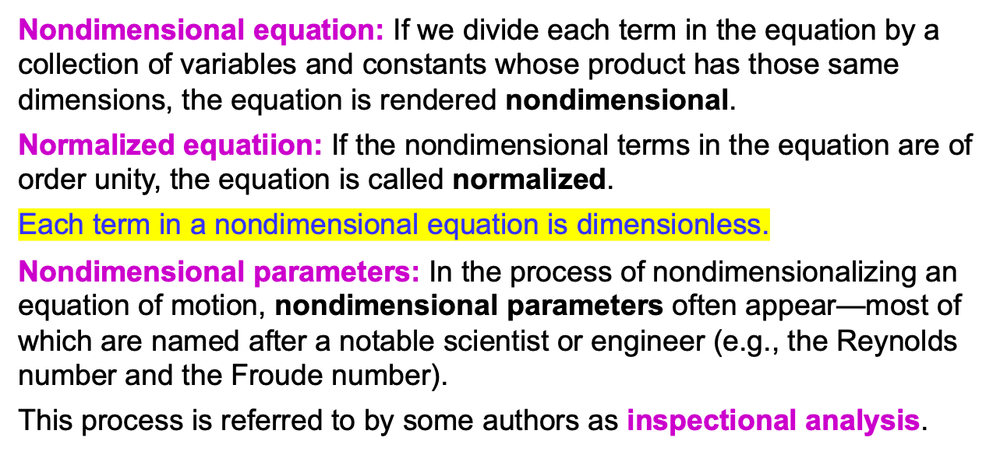 Nondimensional equation: If we divide each term in the equation by a
collection of variables and constants whose product has those same
dimensions, the equation is rendered nondimensional.
Normalized equatiion: If the nondimensional terms in the equation are of
order unity, the equation is called normalized.
Each term in a nondimensional equation is dimensionless.
Nondimensional parameters: In the process of nondimensionalizing an
equation of motion, nondimensional parameters often appear—most of
which are named after a notable scientist or engineer (e.g., the Reynolds
number and the Froude number).
This process is referred to by some authors as inspectional analysis.